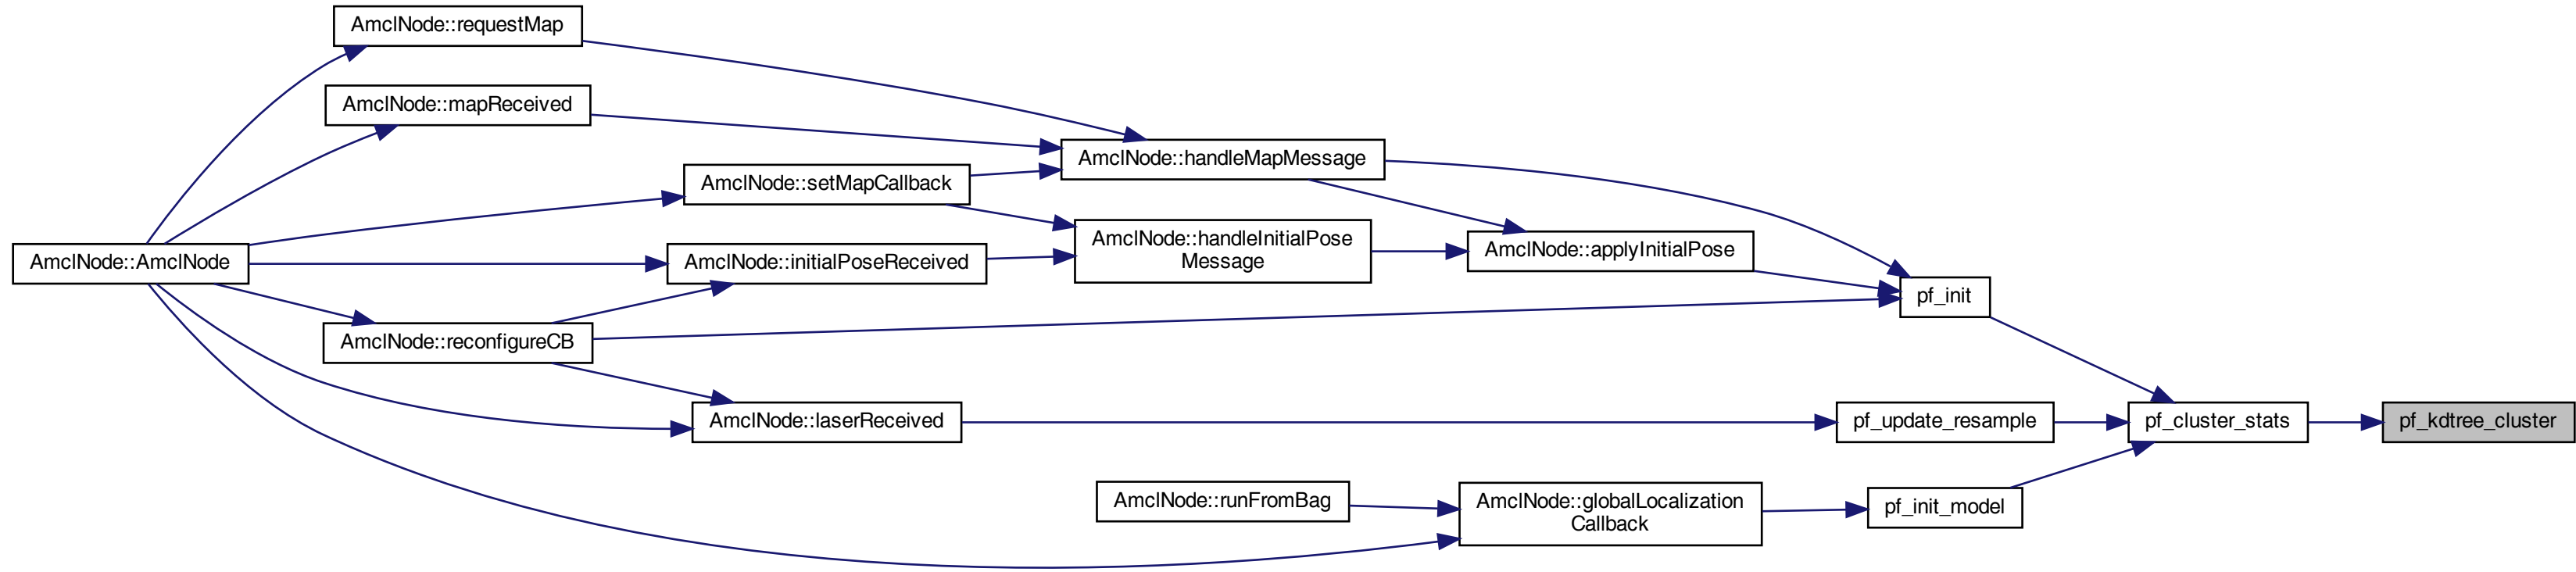 AmclNode::requestMap
AmclNode::mapReceived
AmclNode::handleMapMessage
AmclNode::setMapCallback
AmclNode::handleInitialPose
Message
AmclNode::applyInitialPose
AmclNode::AmclNode
AmclNode::initialPoseReceived
pf_init
AmclNode::reconfigureCB
AmclNode::laserReceived
pf_update_resample
pf_cluster_stats
pf_kdtree_cluster
AmclNode::runFromBag
AmclNode::globalLocalization
Callback
pf_init_model